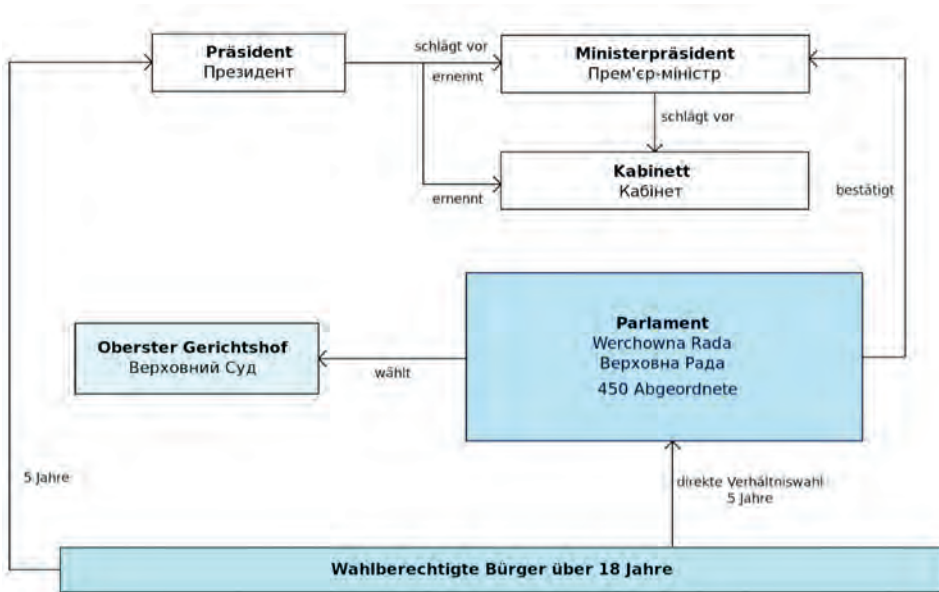 Präsident
Президент
schlägt vor
ernennt
Ministerpräsident
Прем'єр-міністр
schlägt vor
Kabinett
Кабінет
ernennt
bestätigt
Parlament
Werchowna Rada
Верховна Рада
450 Abgeordnete
Oberster Gerichtshof
Верховний Суд
wählt
5 Jahre
direkte Verhältniswahl
5 Jahre
Wahlberechtigte Bürger über 18 Jahre